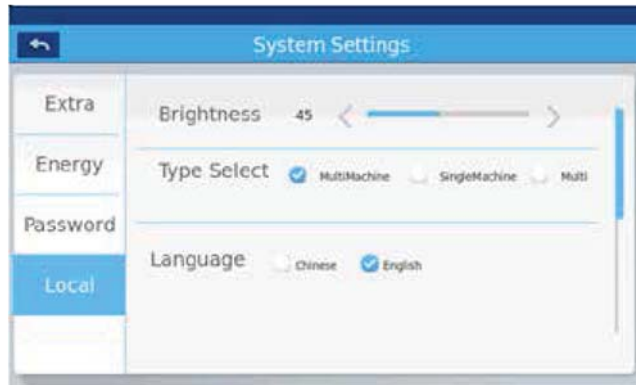 System Settings
Extra
Brightness 45
Energy
Type Select MultiMachine SingleMachine Multi
Password
Language Chinese English
Local